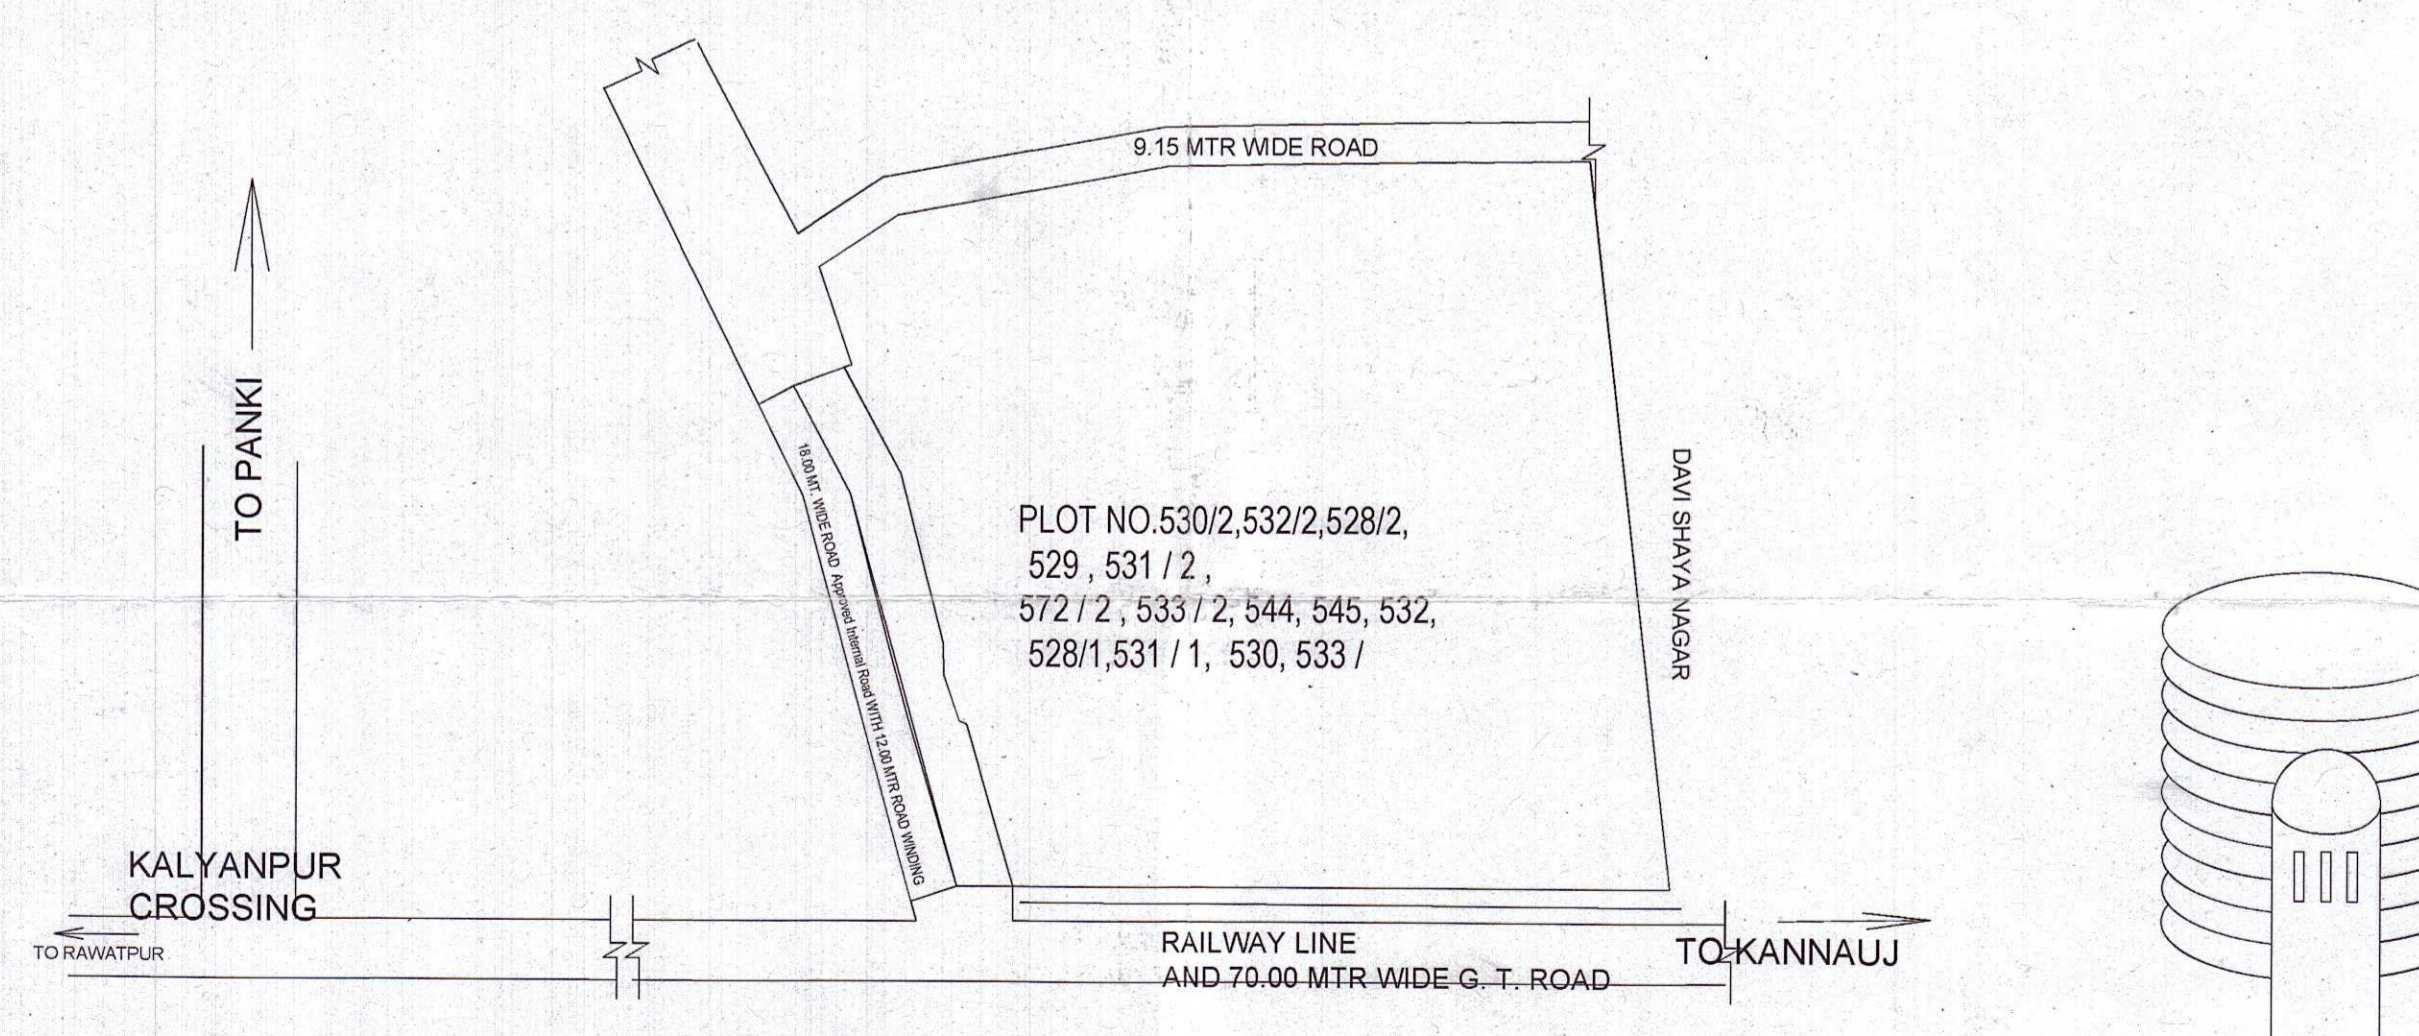 9.15 MTR WIDE ROAD
TO PANKI
18.00 MT. WIDE ROAD Approved Internal Road WITH 12.00 MTR ROAD WINDING
PLOT NO.530/2,532/2,528/2,
529 , 531 / 2 ,
572 / 2 , 533 / 2, 544, 545, 532,
528/1,531 / 1, 530, 533 /
DAVI SHAYA NAGAR
KALYANPUR
CROSSING
TO RAWATPUR
RAILWAY LINE
AND 70.00 MTR WIDE G. T. ROAD
TO KANNAUJ